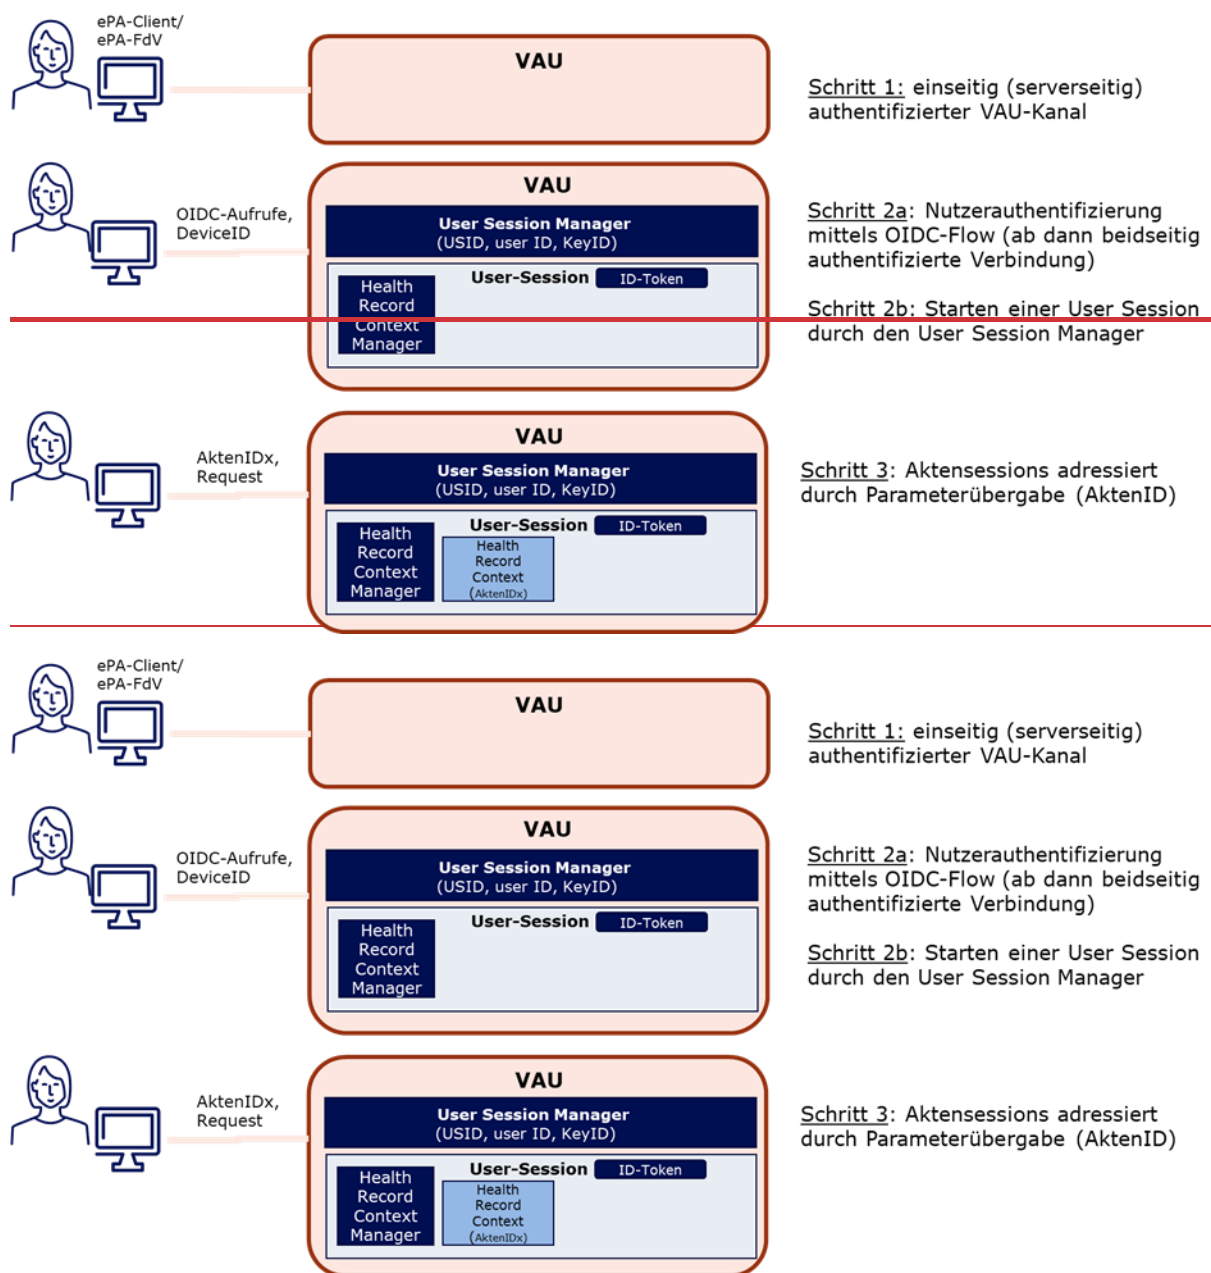 ePA-Client/
ePA-FdV
VAU
Schritt 1: einseitig (serverseitig)
authentifizierter VAU-Kanal
OIDC-Aufrufe,
DeviceID
VAU
User Session Manager
(USID, user ID, KeyID)
User-Session
ID-Token
Health
Record
Context
Manager
Schritt 2a: Nutzerauthentifizierung
mittels OIDC-Flow (ab dann beidseitig
authentifizierte Verbindung)
Schritt 2b: Starten einer User Session
durch den User Session Manager
AktenIDx,
Request
VAU
User Session Manager
(USID, user ID, KeyID)
User-Session
ID-Token
Health
Record
Context
Manager
Health
Record
Context
(AktenIDx)
Schritt 3: Aktensessions adressiert
durch Parameterübergabe (AktenID)
ePA-Client/
ePA-FdV
VAU
Schritt 1: einseitig (serverseitig)
authentifizierter VAU-Kanal
OIDC-Aufrufe,
DeviceID
VAU
User Session Manager
(USID, user ID, KeyID)
User-Session
ID-Token
Health
Record
Context
Manager
Schritt 2a: Nutzerauthentifizierung
mittels OIDC-Flow (ab dann beidseitig
authentifizierte Verbindung)
Schritt 2b: Starten einer User Session
durch den User Session Manager
AktenIDx,
Request
VAU
User Session Manager
(USID, user ID, KeyID)
User-Session
ID-Token
Health
Record
Context
Manager
Health
Record
Context
(AktenIDx)
Schritt 3: Aktensessions adressiert
durch Parameterübergabe (AktenID)